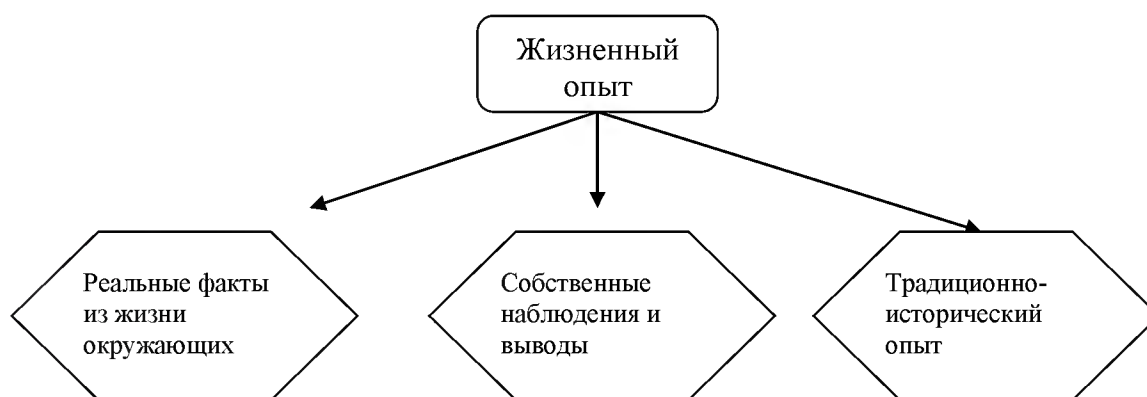 Жизненный
опыт
Реальные факты
из жизни
окружающих
Собственные
наблюдения и
выводы
Традиционно-
исторический
опыт